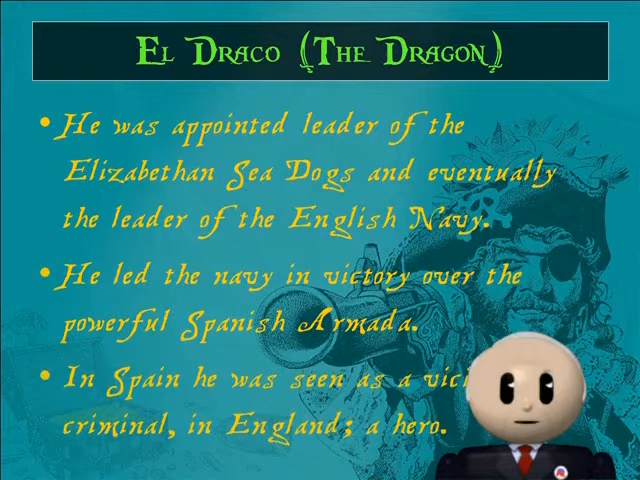 El Draco (The Dragon)
• He was appointed leader of the
Elizabethan Sea Dogs and eventually
the leader of the English Navy.
• He led the navy in victory over the
powerful Spanish Armada.
• In Spain he was seen as a
criminal, in England; a hero.